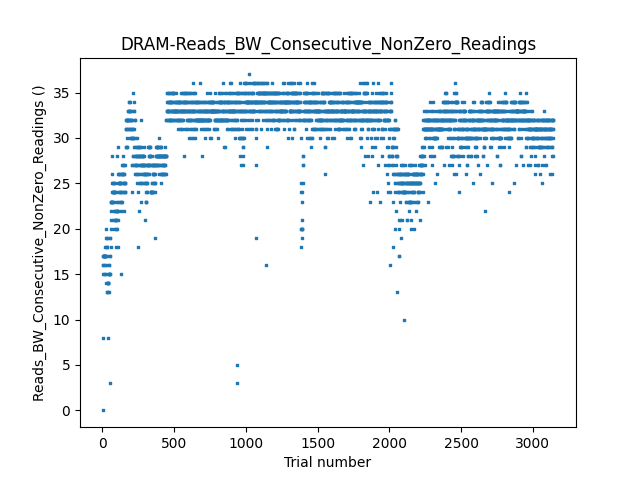 DRAM-Reads_BW_Consecutive_NonZero_Readings
Reads_BW_Consecutive_NonZero_Readings ()
35
30
25
20
15
10
5
0
0 500 1000 1500 2000 2500 3000
Trial number